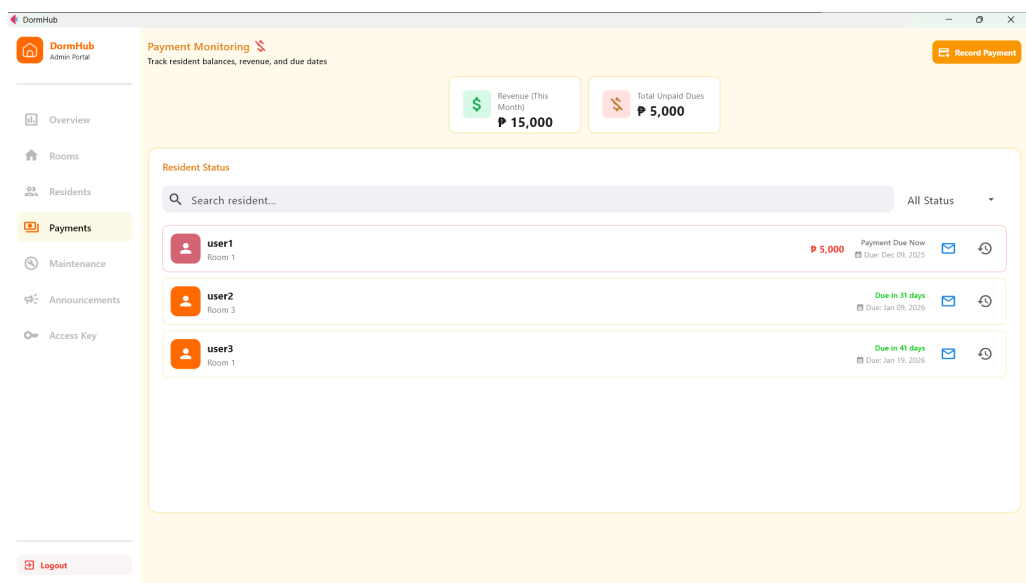 DormHub
DormHub
Admin Portal
Overview
Rooms
Residents
Payments
Maintenance
Announcements
Access Key
Logout
Payment Monitoring
Track resident balances, revenue, and due dates
Record Payment
Revenue (This
Month)
₱ 15,000
Total Unpaid Dues
₱ 5,000
Resident Status
Search resident...
All Status
user1
Room 1
₱ 5,000
Payment Due Now
Due: Dec 09, 2025
user2
Room 3
Due in 31 days
Due: Jan 09, 2026
user3
Room 1
Due in 41 days
Due: Jan 19, 2026